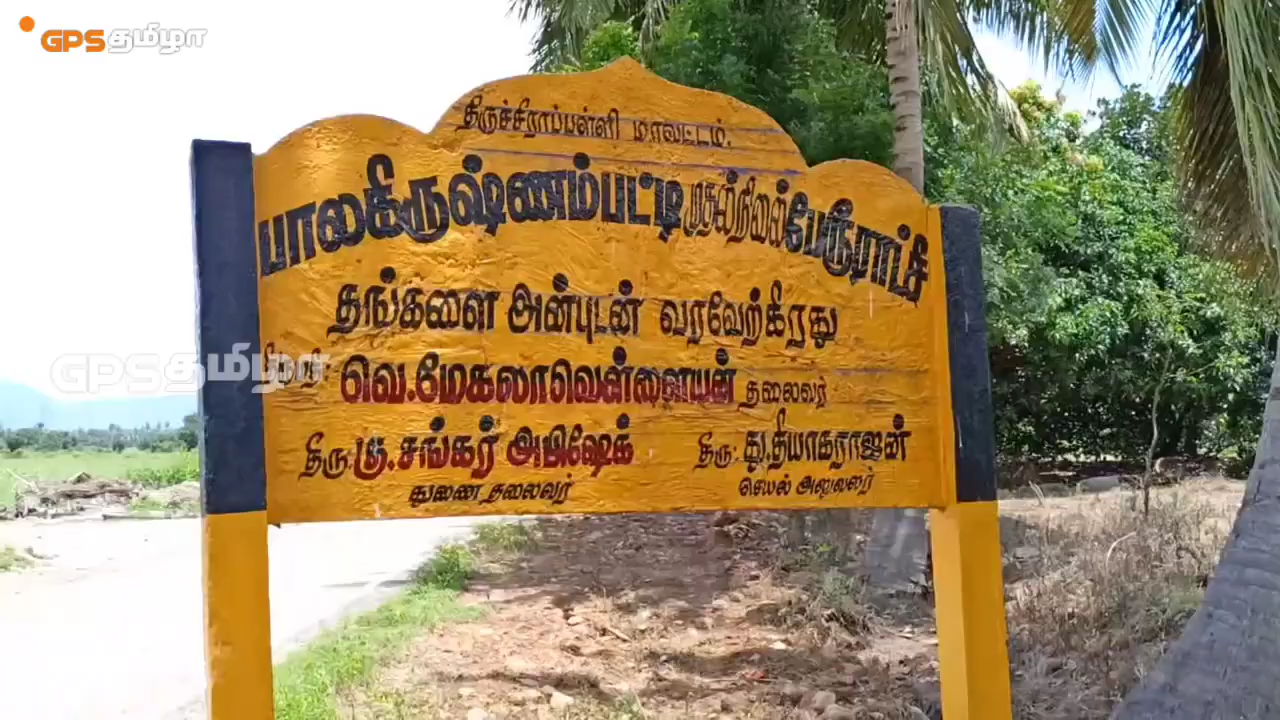 GPSதமிழா
திருச்சிராப்பள்ளி மாவட்டம்.
பாலகிருஷ்ணம்பட்டி முதல்நிலை பேரூராட்சி
தங்களை அன்புடன் வரவேற்கிறது
GPSதமிழா
வெ.மேகலாவெள்ளையன் தலைவர்
திரு: கு.சங்கர் அபிஷேக் திரு: து.தியாகராஜன்
துணை தலைவர் செயல் அலுவலர்